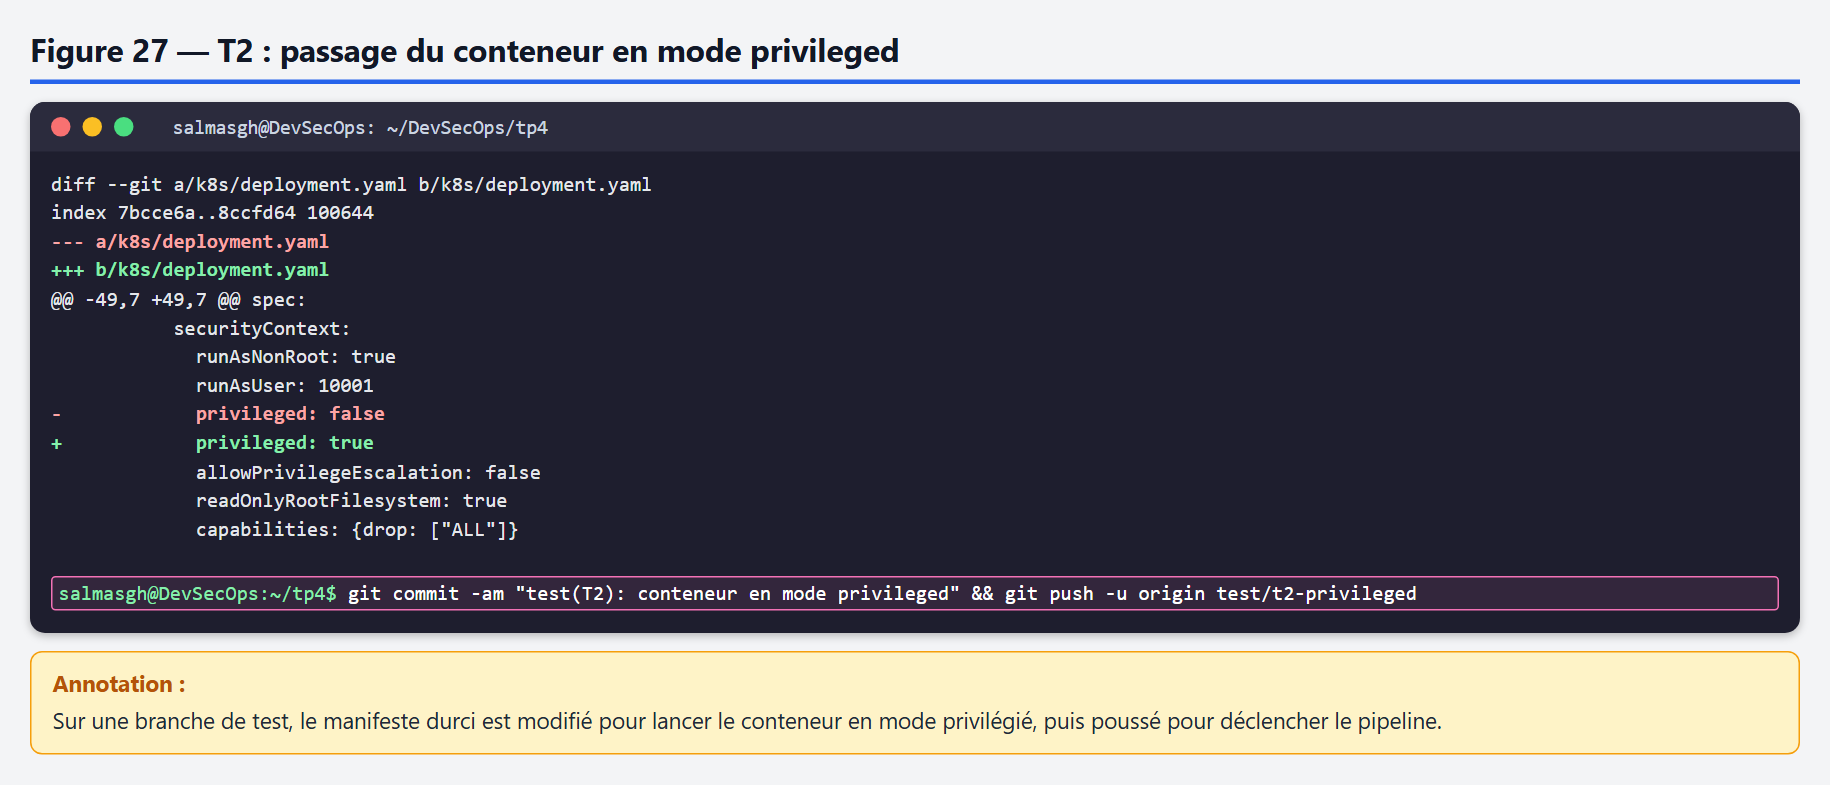 Figure 27 — T2 : passage du conteneur en mode privileged
salmasgh@DevSecOps: ~/DevSecOps/tp4
diff --git a/k8s/deployment.yaml b/k8s/deployment.yaml
index 7bcce6a..8ccfd64 100644
--- a/k8s/deployment.yaml
+++ b/k8s/deployment.yaml
@@ -49,7 +49,7 @@ spec:
           securityContext:
             runAsNonRoot: true
             runAsUser: 10001
-            privileged: false
+            privileged: true
             allowPrivilegeEscalation: false
             readOnlyRootFilesystem: true
             capabilities: {drop: ["ALL"]}
salmasgh@DevSecOps:~/tp4$ git commit -am "test(T2): conteneur en mode privileged" && git push -u origin test/t2-privileged
Annotation :
Sur une branche de test, le manifeste durci est modifié pour lancer le conteneur en mode privilégié, puis poussé pour déclencher le pipeline.